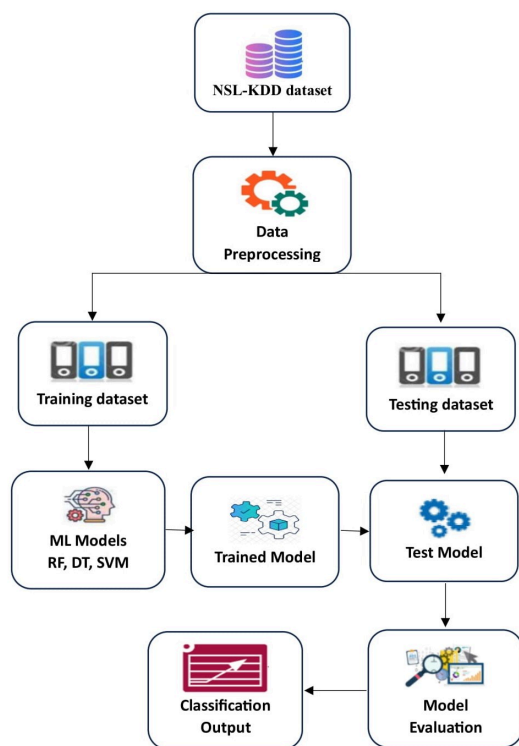 NSL-KDD dataset
Data
Preprocessing
Training dataset
Testing dataset
ML Models
RF, DT, SVM
Trained Model
Test Model
Classification
Output
Model
Evaluation